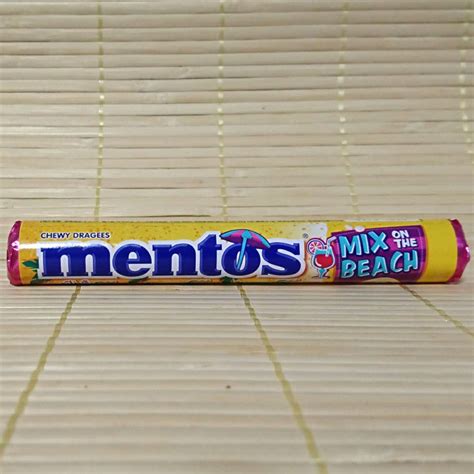 CHEWY DRAGEES
mentos
MIX ON THE
BEACH